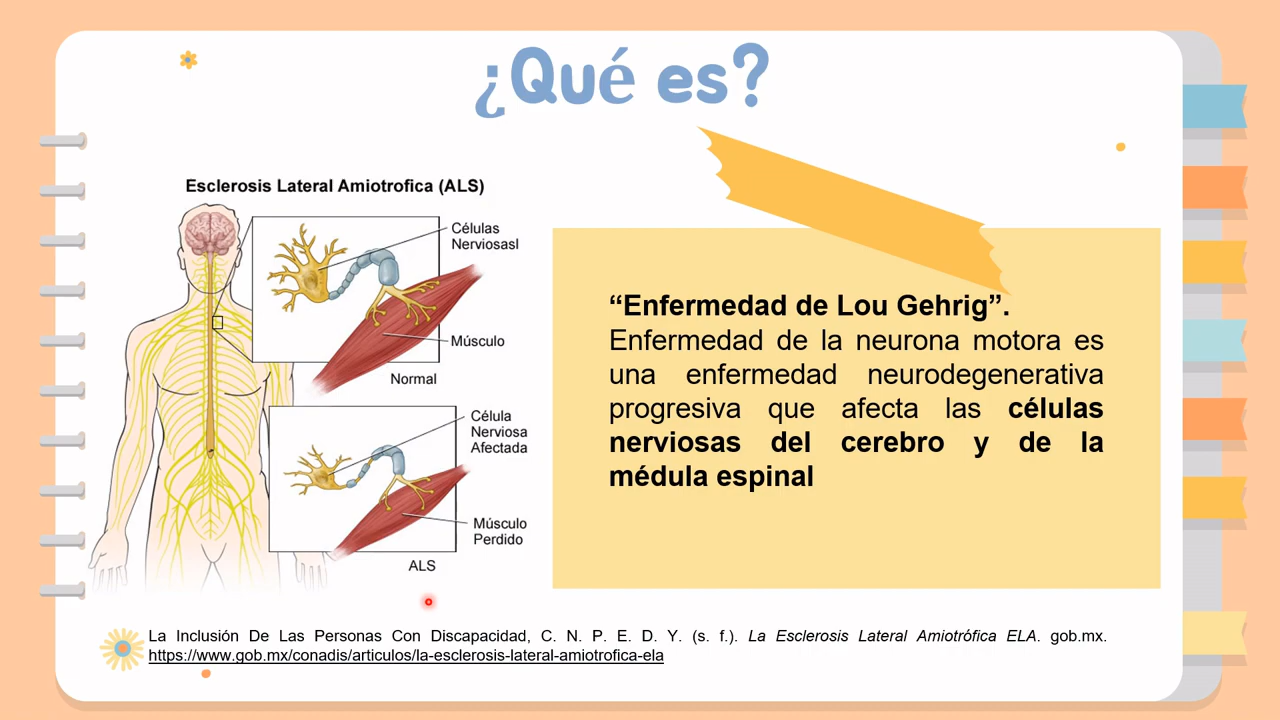 ¿Qué es?
Esclerosis Lateral Amiotrofica (ALS)
Células
Nerviosasl
Músculo
Normal
Célula
Nerviosa
Afectada
Músculo
Perdido
ALS
“Enfermedad de Lou Gehrig”.
Enfermedad de la neurona motora es
una enfermedad neurodegenerativa
progresiva que afecta las células
nerviosas del cerebro y de la
médula espinal
La Inclusión De Las Personas Con Discapacidad, C. N. P. E. D. Y. (s. f.). La Esclerosis Lateral Amiotrófica ELA. gob.mx.
https://www.gob.mx/conadis/articulos/la-esclerosis-lateral-amiotrofica-ela